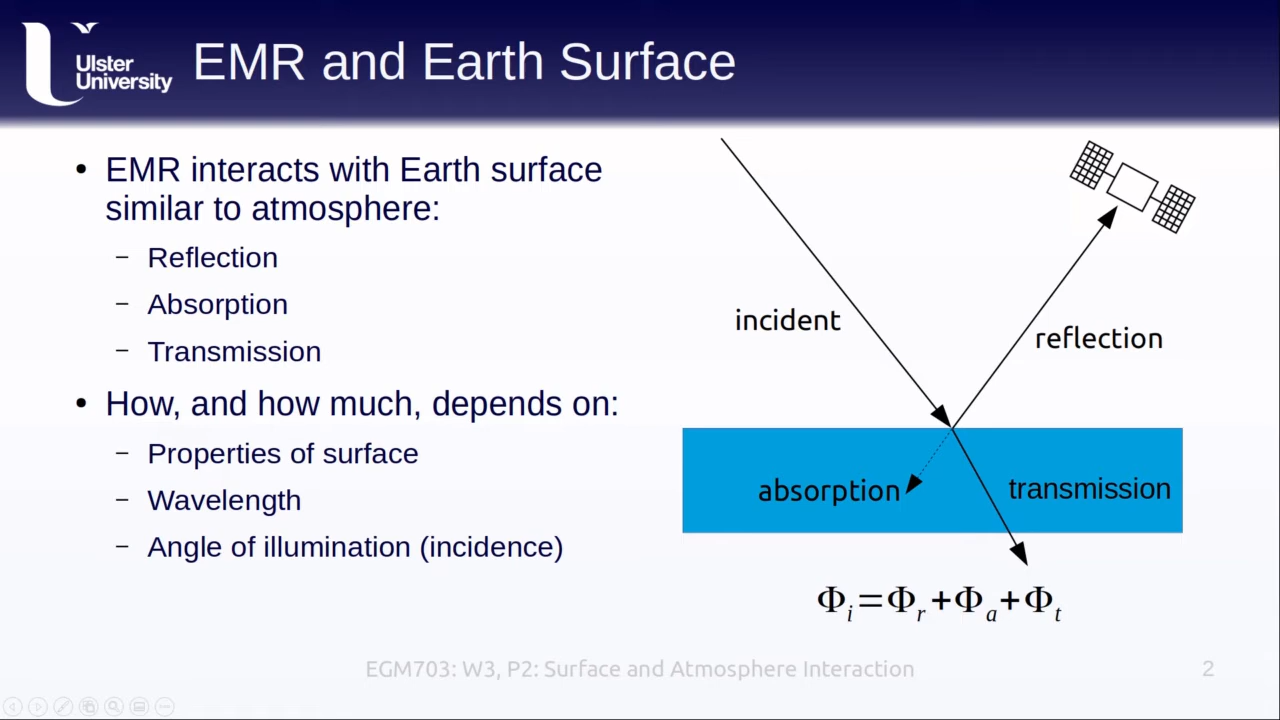 Ulster
University
EMR and Earth Surface
• EMR interacts with Earth surface
similar to atmosphere:
– Reflection
– Absorption
– Transmission
• How, and how much, depends on:
– Properties of surface
– Wavelength
– Angle of illumination (incidence)
incident
reflection
absorption
transmission
Φi=Φr+Φa+Φt
EGM703: W3, P2: Surface and Atmosphere Interaction
2